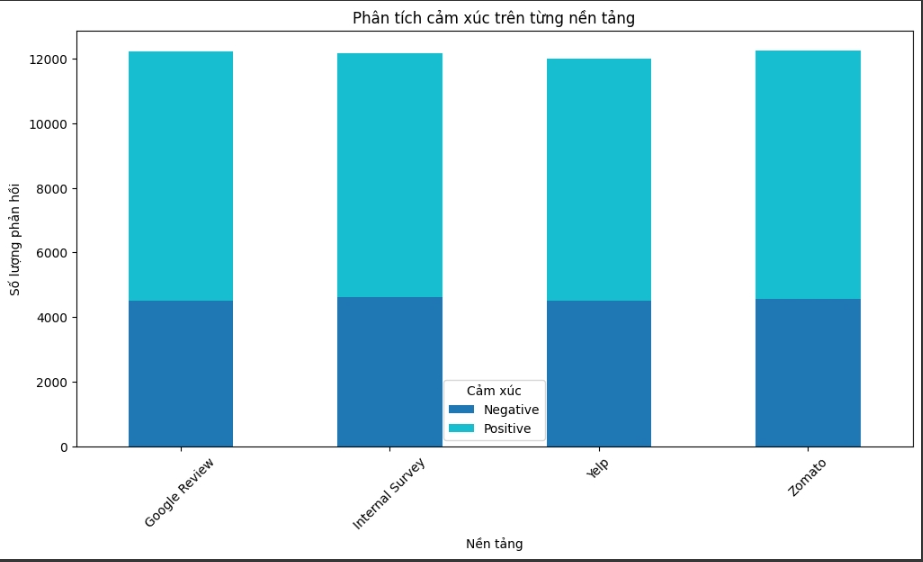 Phân tích cảm xúc trên từng nền tảng
Số lượng phản hồi
12000
10000
8000
6000
4000
2000
0
Cảm xúc
Negative
Positive
Google Review
Internal Survey
Yelp
Zomato
Nền tảng